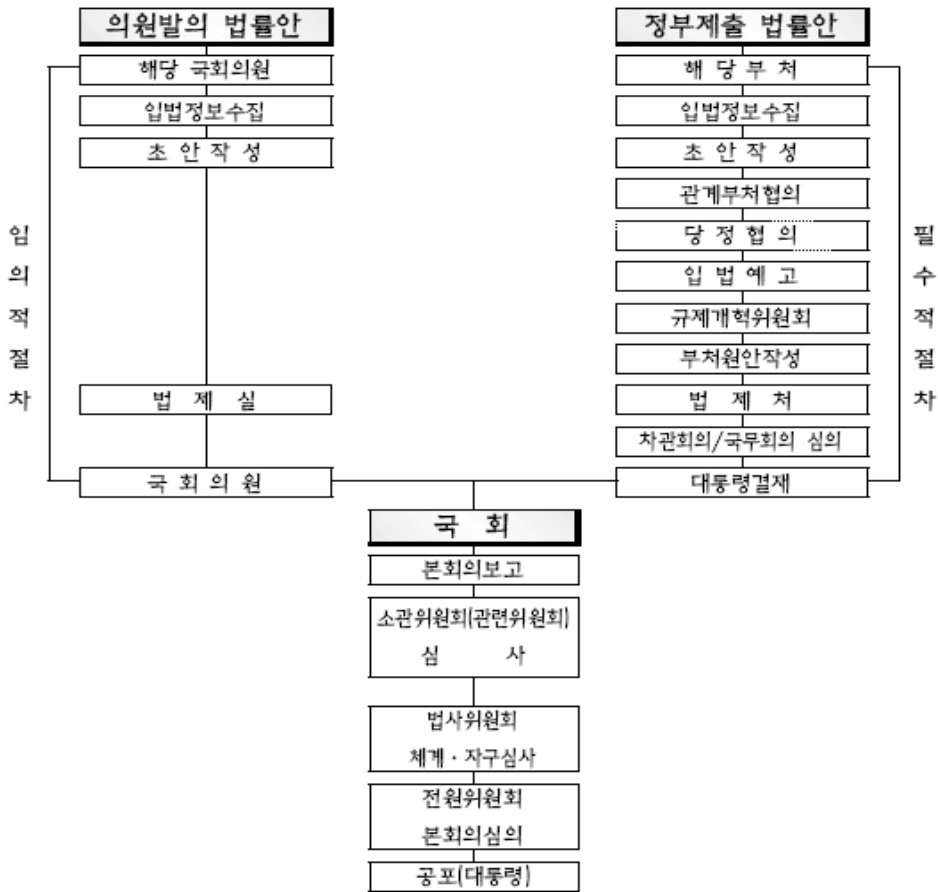 의원발의 법률안
해당 국회의원
입법정보수집
초 안 작 성
법 제 실
국 회 의 원
임
의
적
절
차
정부제출 법률안
해 당 부 처
입법정보수집
초 안 작 성
관계부처협의
당 정 협 의
입 법 예 고
규제개혁위원회
부처원안작성
법 제 처
차관회의/국무회의 심의
대통령결재
필
수
적
절
차
국 회
본회의보고
소관위원회(관련위원회)
심 사
법사위원회
체계·자구심사
전원위원회
본회의심의
공포(대통령)